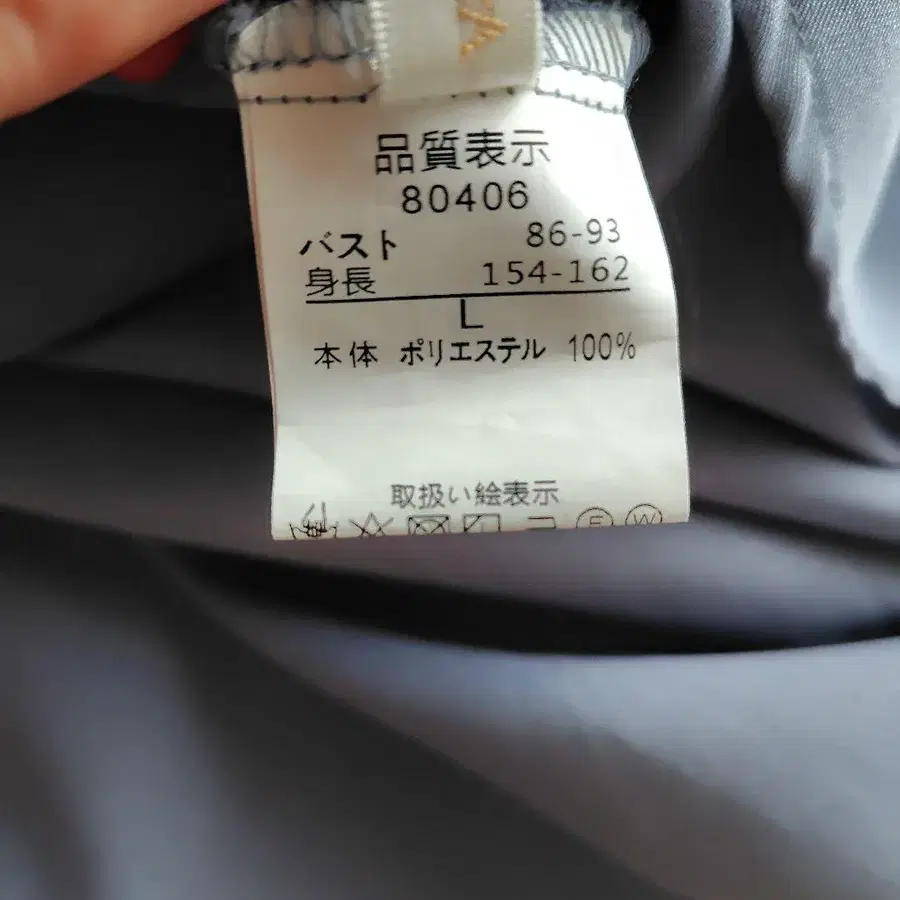 品質表示
80406
バスト 86-93
身長 154-162
L
本体 ポリエステル 100%
取扱い絵表示
F W